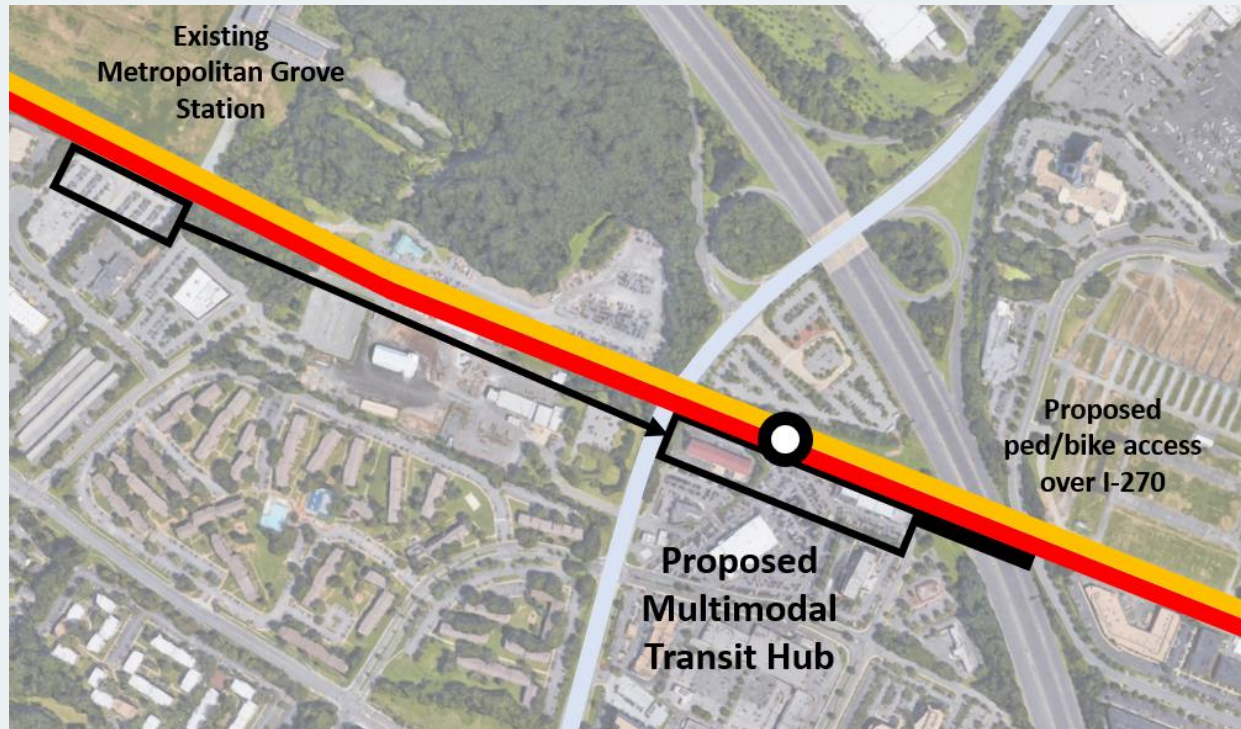 Existing
Metropolitan Grove
Station
Proposed
ped/bike access
over I-270
Proposed
Multimodal
Transit Hub